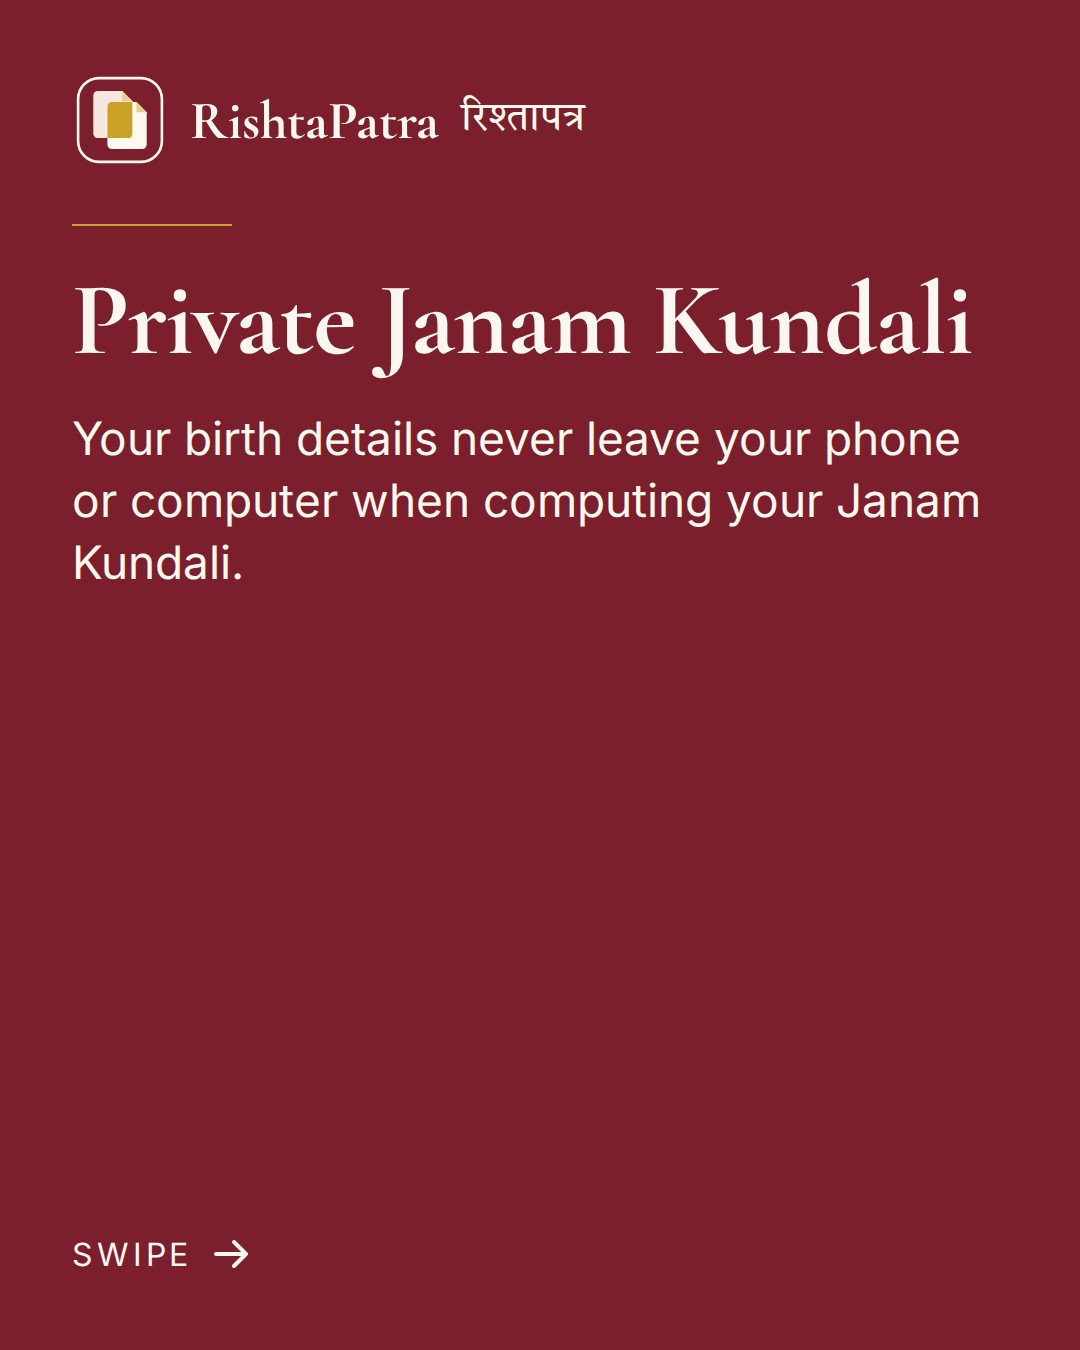 RishtaPatra रिश्तापत्र
Private Janam Kundali
Your birth details never leave your phone
or computer when computing your Janam
Kundali.
SWIPE →